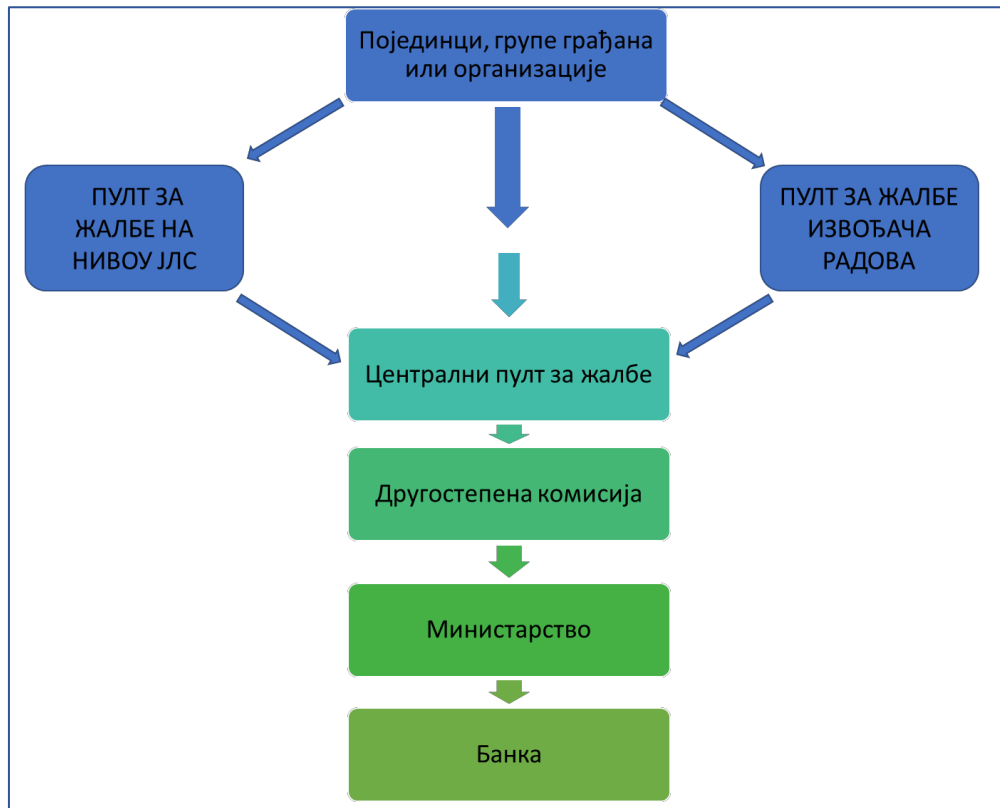 Појединци, групе грађана
или организације
ПУЛТ ЗА
ЖАЛБЕ НА
НИВОУ ЈЛС
ПУЛТ ЗА ЖАЛБЕ
ИЗВОЂАЧА
РАДОВА
Централни пулт за жалбе
Другостепена комисија
Министарство
Банка